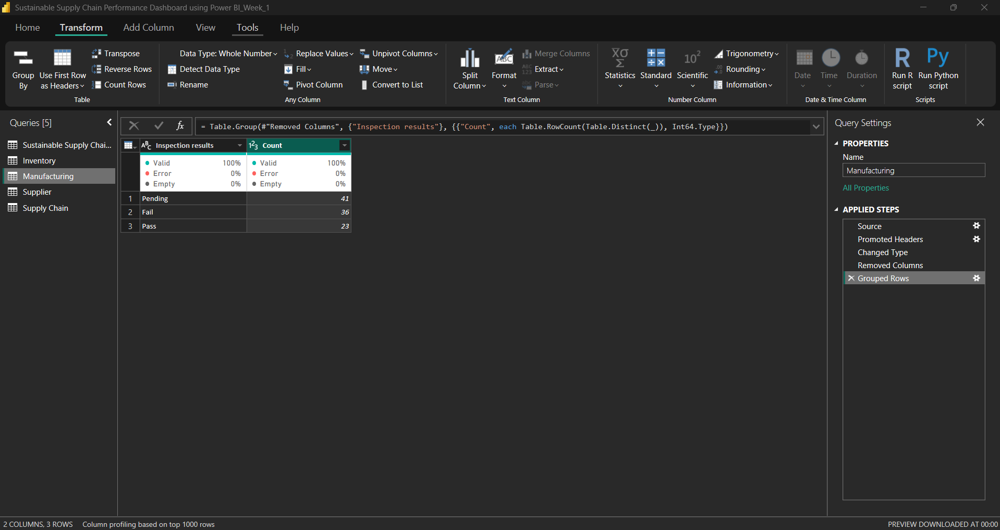 Sustainable Supply Chain Performance Dashboard using Power BI_Week_1
Home Transform Add Column View Tools Help
Group By
Use First Row as Headers
Transpose
Reverse Rows
Count Rows
Table
Data Type: Whole Number
Detect Data Type
Rename
Replace Values
Fill
Pivot Column
Unpivot Columns
Move
Convert to List
Any Column
Split Column
Format
Merge Columns
Extract
Parse
Text Column
Statistics
Standard
Scientific
Trigonometry
Rounding
Information
Number Column
Date
Time
Duration
Date & Time Column
Run R script
Run Python script
Scripts
Queries [5]
Sustainable Supply Chai...
Inventory
Manufacturing
Supplier
Supply Chain
= Table.Group(#"Removed Columns", {"Inspection results"}, {{"Count", each Table.RowCount(Table.Distinct(_)), Int64.Type}})
Inspection results Count
Valid 100% Valid 100%
Error 0% Error 0%
Empty 0% Empty 0%
1 Pending 41
2 Fail 36
3 Pass 23
Query Settings
PROPERTIES
Name
Manufacturing
All Properties
APPLIED STEPS
Source
Promoted Headers
Changed Type
Removed Columns
Grouped Rows
2 COLUMNS, 3 ROWS Column profiling based on top 1000 rows
PREVIEW DOWNLOADED AT 00:00